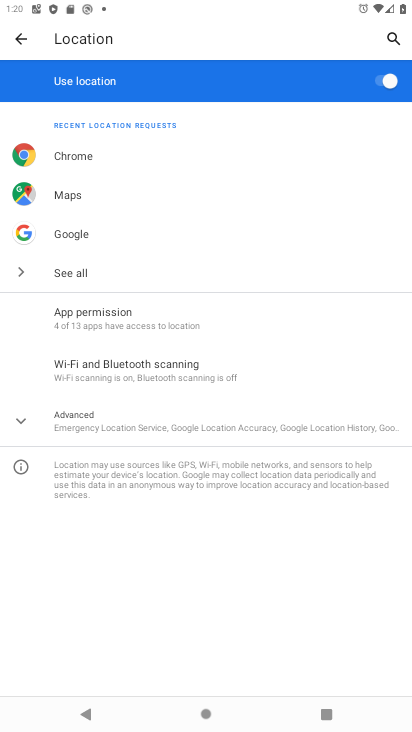 1:20
Location
Use location
RECENT LOCATION REQUESTS
Chrome
Maps
Google
See all
App permission
4 of 13 apps have access to location
Wi-Fi and Bluetooth scanning
Wi-Fi scanning is on, Bluetooth scanning is off
Advanced
Emergency Location Service, Google Location Accuracy, Google Location History, Goo..
Location may use sources like GPS, Wi-Fi, mobile networks, and sensors to help
estimate your device's location. Google may collect location data periodically and
use this data in an anonymous way to improve location accuracy and location-based
services.